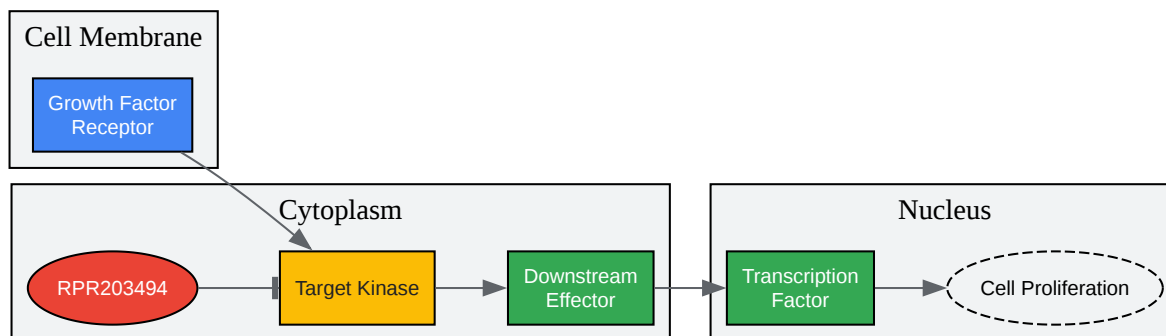 Cell Membrane
Growth Factor
Receptor
Cytoplasm
RPR203494
Target Kinase
Downstream
Effector
Nucleus
Transcription
Factor
Cell Proliferation